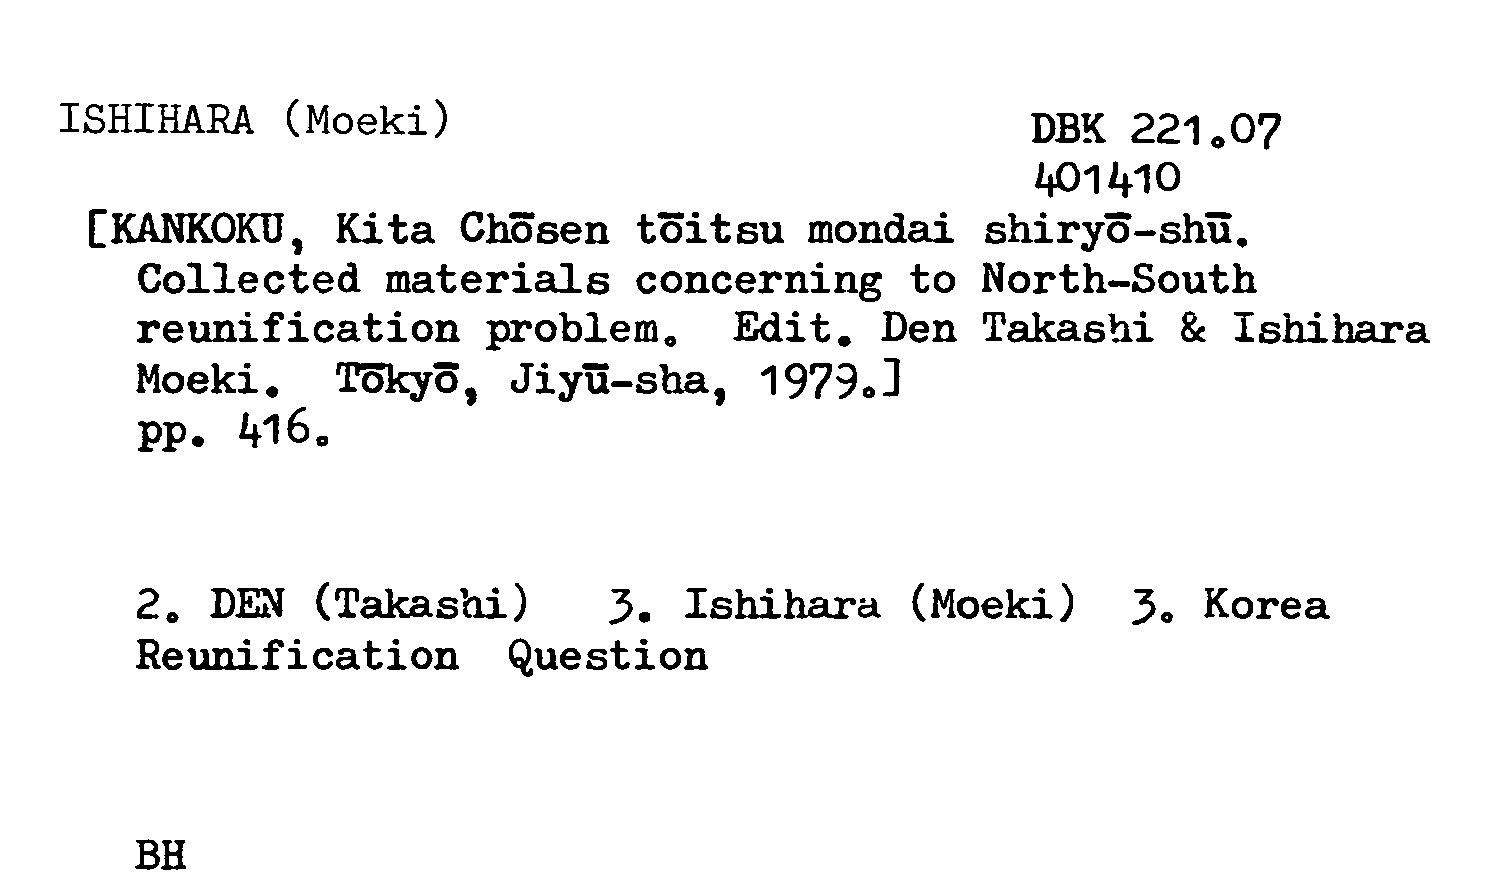 ISHIHARA (Moeki)
DBK 221.07
401410
[KANKOKU, Kita Chōsen tōitsu mondai shiryō-shū.
Collected materials concerning to North-South
reunification problem. Edit. Den Takashi & Ishihara
Moeki. Tōkyō, Jiyū-sha, 1979.]
pp. 416.
2. DEN (Takashi) 3. Ishihara (Moeki) 3. Korea
Reunification Question
BH